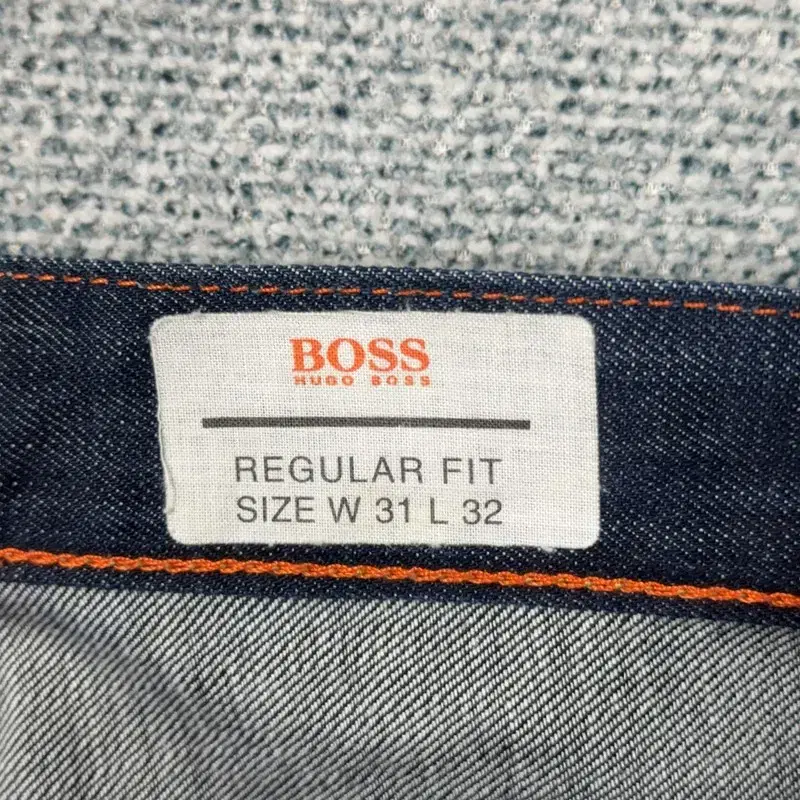 BOSS
HUGO BOSS
REGULAR FIT
SIZE W 31 L 32